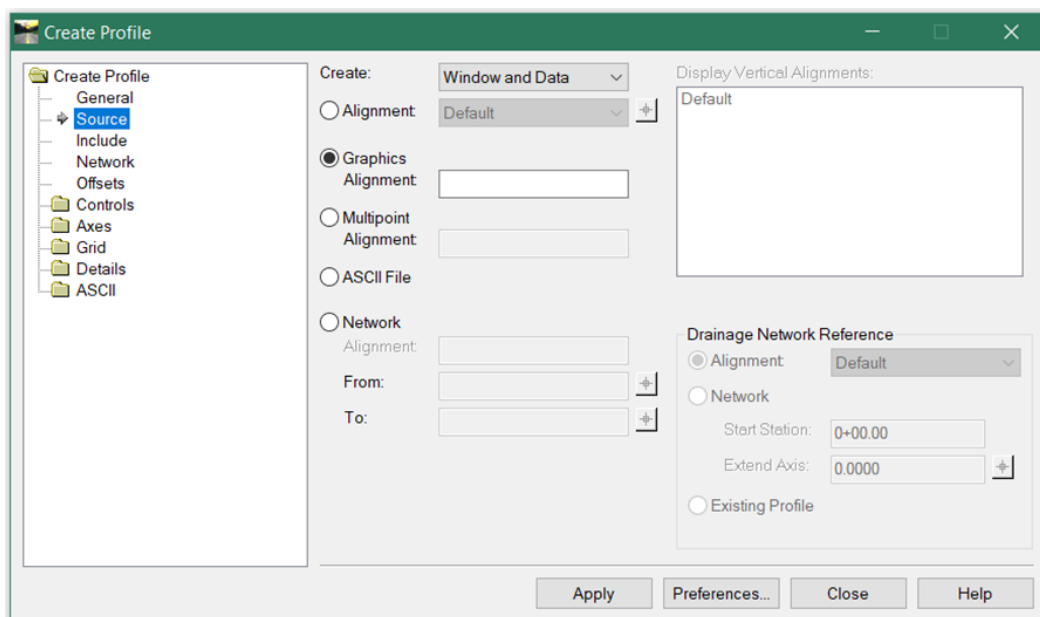 Create Profile
Create Profile
General
Source
Include
Network
Offsets
Controls
Axes
Grid
Details
ASCII
Create:
Window and Data
Alignment:
Default
Graphics
Alignment:
Multipoint
Alignment:
ASCII File
Network
Alignment:
From:
To:
Display Vertical Alignments:
Default
Drainage Network Reference
Alignment:
Default
Network
Start Station:
0+00.00
Extend Axis:
0.0000
Existing Profile
Apply
Preferences...
Close
Help